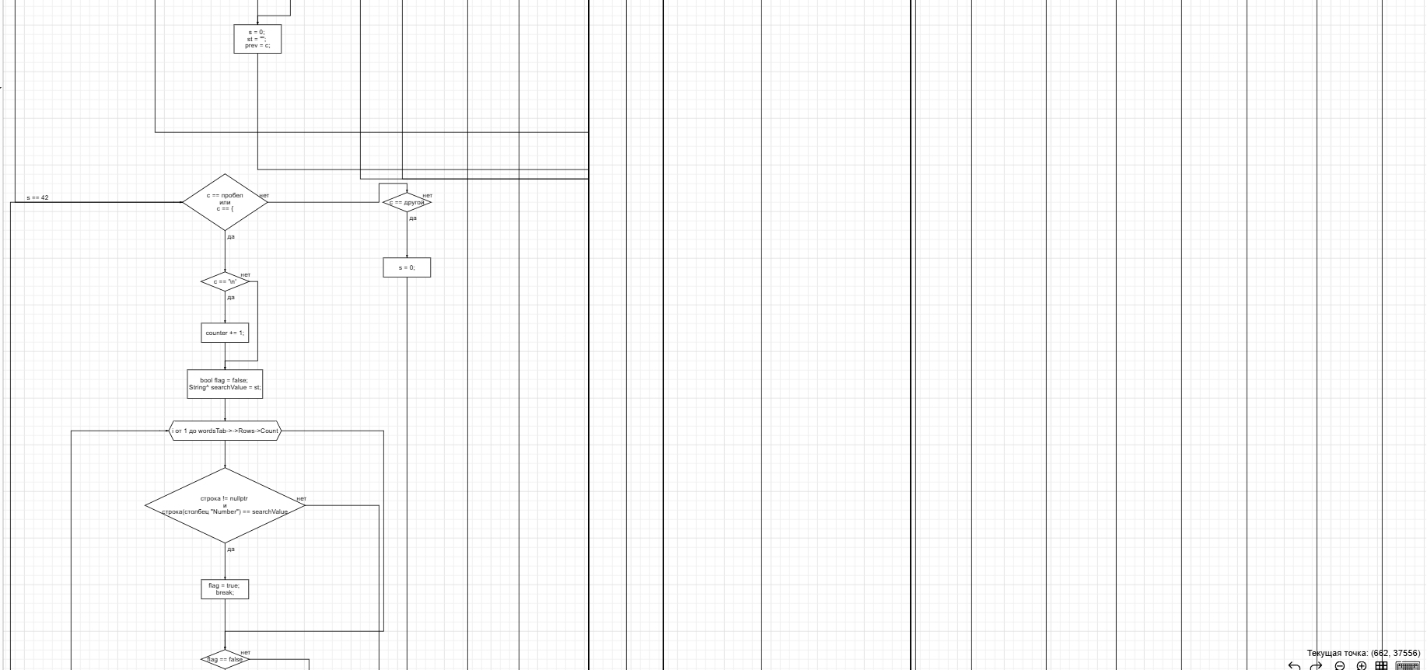 s = 0;
st = "";
prev = c;
s == 42
c == пробел
или
c == {
нет
да
нет
c == другой
да
s = 0;
нет
c == '\n'
да
counter += 1;
bool flag = false;
String^ searchValue = st;
i от 1 до wordsTab->->Rows->Count
строка != nullptr
и
строка(столбец "Number") == searchValue
нет
да
flag = true;
break;
нет
flag == false
Текущая точка: (662, 37556)